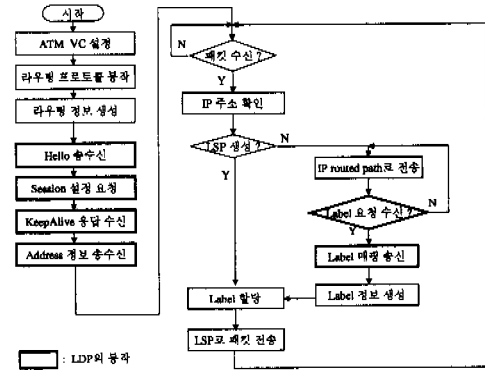 시작
ATM VC 설정
라우팅 프로토콜 동작
라우팅 정보 생성
Hello 송수신
Session 설정 요청
KeepAlive 응답 수신
Address 정보 송수신
: LDP의 동작
N
패킷 수신 ?
Y
IP 주소 확인
LSP 생성 ?
N
Y
IP routed path로 전송
Label 요청 수신 ?
N
Y
Label 매핑 송신
Label 정보 생성
Label 할당
LSP로 패킷 전송